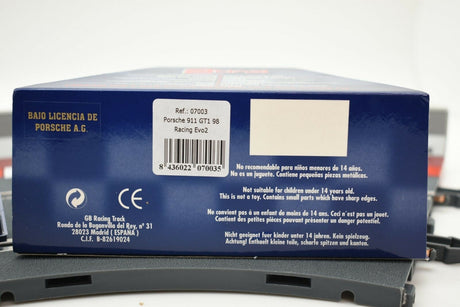 BAJO LICENCIA DE
PORSCHE A.G.
Ref.: 07003
Porsche 911 GT1 98
Racing Evo2
8 436022 070035
No recomendable para niños menores de 14 años.
No es un juguete. Contiene pequeñas piezas metálicas.
Not suitable for children under 14 years old.
This is not a toy. Contains small parts which have sharp edges.
Ne convient pas à un enfant de moins de 14 ans. Ceci n'est pas un jouet.
Contient des petites pièces pouvant présenter un danger potentiel.
Nicht geeignet fuer kinder unter 14 jahren. Kein spielzeug.
Achtung! Enthaelt kleine teile, scharfe spitzen und kanten.
CE
GB Racing Track
Ronda de la Buganvilla del Rey, nº 31
28023 Madrid ( ESPAÑA )
C.I.F. B-82619024